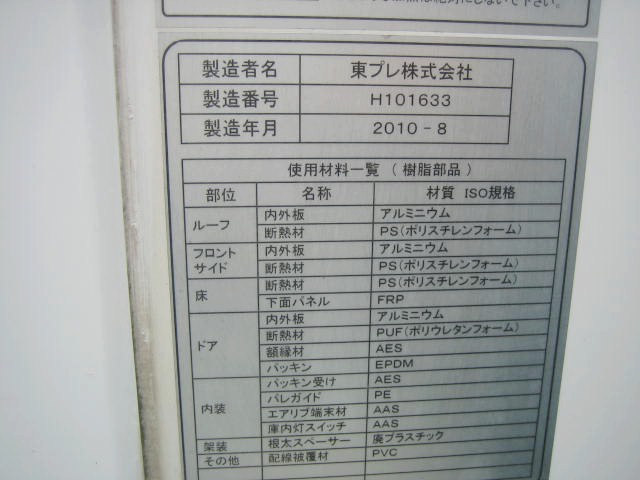 は絶対にしないで下さい。
製造者名 東プレ株式会社
製造番号 H101633
製造年月 2010-8
使用材料一覧 ( 樹脂部品 )
部位 名称 材質 ISO規格
ルーフ 内外板 アルミニウム
断熱材 PS(ポリスチレンフォーム)
フロントサイド 内外板 アルミニウム
断熱材 PS(ポリスチレンフォーム)
床 断熱材 PS(ポリスチレンフォーム)
下面パネル FRP
ドア 内外板 アルミニウム
断熱材 PUF(ポリウレタンフォーム)
額縁材 AES
パッキン EPDM
内装 パッキン受け AES
パレガイド PE
エアリブ端末材 AAS
庫内灯スイッチ AAS
架装 根太スペーサー 廃プラスチック
その他 配線被覆材 PVC